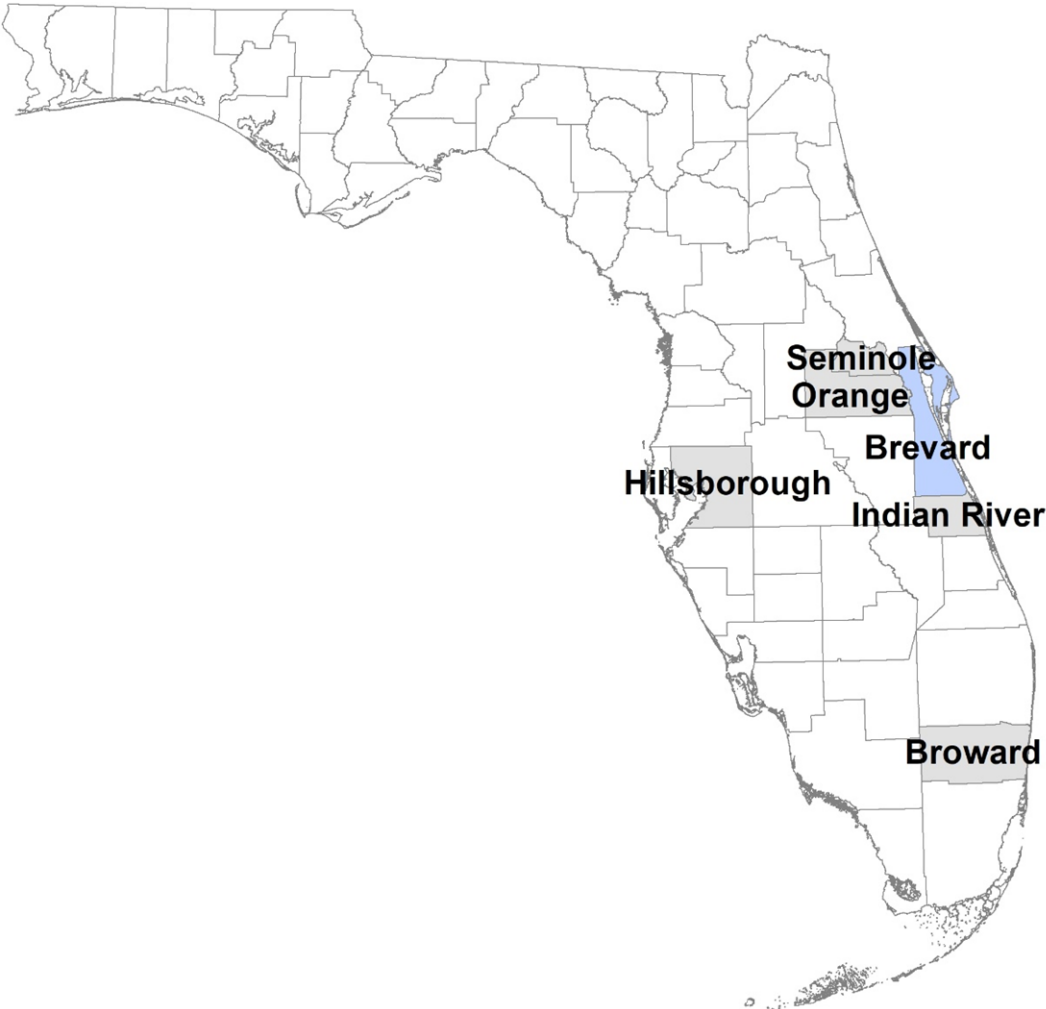 Seminole
Orange
Brevard
Hillsborough
Indian River
Broward